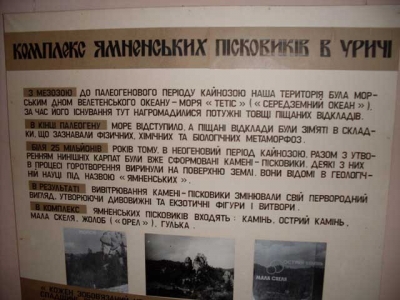 КОМПЛЕКС ЯМНЕНСЬКИХ ПІСКОВИКІВ В УРИЧІ
З МЕЗОЗОЮ ДО ПАЛЕОГЕНОВОГО ПЕРІОДУ КАЙНОЗОЮ НАША ТЕРИТОРІЯ БУЛА МОР-
СЬКИМ ДНОМ ВЕЛЕТЕНСЬКОГО ОКЕАНУ-МОРЯ «ТЕТІС» («СЕРЕДЗЕМНИЙ ОКЕАН»).
ЗА ЧАС ЙОГО ІСНУВАННЯ ТУТ НАГРОМАДИЛИСЯ ПОТУЖНІ ТОВЩІ ПІЩАНИХ ВІДКЛАДІВ.
В КІНЦІ ПАЛЕОГЕНУ МОРЕ ВІДСТУПИЛО, А ПІЩАНІ ВІДКЛАДИ БУЛИ ЗІМ'ЯТІ В СКЛАД-
КИ, ЩО ЗАЗНАВАЛИ ФІЗИЧНИХ, ХІМІЧНИХ ТА БІОЛОГІЧНИХ МЕТАМОРФОЗ.
БІЛЯ 25 МІЛЬЙОНІВ РОКІВ ТОМУ, В НЕОГЕНОВИЙ ПЕРІОД КАЙНОЗОЮ, РАЗОМ З УТВО-
РЕННЯМ НИНІШНІХ КАРПАТ БУЛИ ВЖЕ СФОРМОВАНІ КАМЕНІ-ПІСКОВИКИ, ДЕЯКІ З НИХ
В ПРОЦЕСІ ГОРОТВОРЕННЯ ВИРИНУЛИ НА ПОВЕРХНЮ ЗЕМЛІ. ВОНИ ВІДОМІ В ГЕОЛОГІЧ-
НІЙ НАУЦІ ПІД НАЗВОЮ «ЯМНЕНСЬКИХ».
В РЕЗУЛЬТАТІ ВИВІТРЮВАННЯ КАМЕНІ-ПІСКОВИКИ ЗМІНЮВАЛИ СВІЙ ПЕРВОРОДНИЙ
ВИГЛЯД, УТВОРЮЮЧИ ДИВОВИЖНІ ТА ЕКЗОТИЧНІ ФІГУРИ І ВИТВОРИ.
В КОМПЛЕКС ЯМНЕНСЬКИХ ПІСКОВИКІВ ВХОДЯТЬ: КАМІНЬ, ОСТРИЙ КАМІНЬ,
МАЛА СКЕЛЯ, ЖОЛОБ («ОРЕЛ»), ГУЛЬКА.
МАЛА СКЕЛЯ